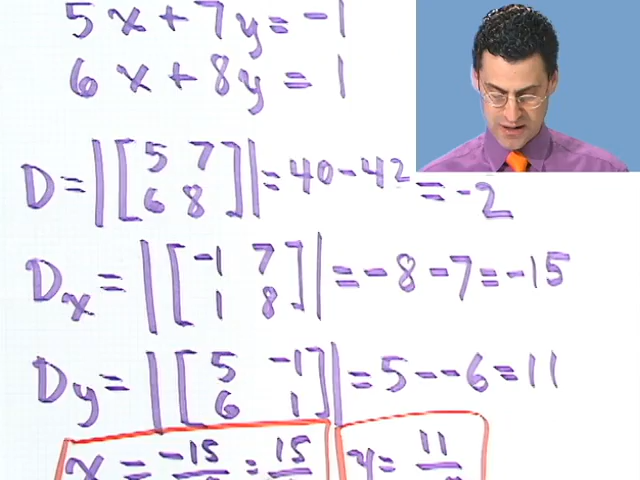 5x+7y=-1
6x+8y=1
D=|[5 7 6 8]|=40-42=-2
Dx=|[-1 7 1 8]|=-8-7=-15
Dy=|[5 -1 6 1]|=5--6=11
x=-15 =15 y=11